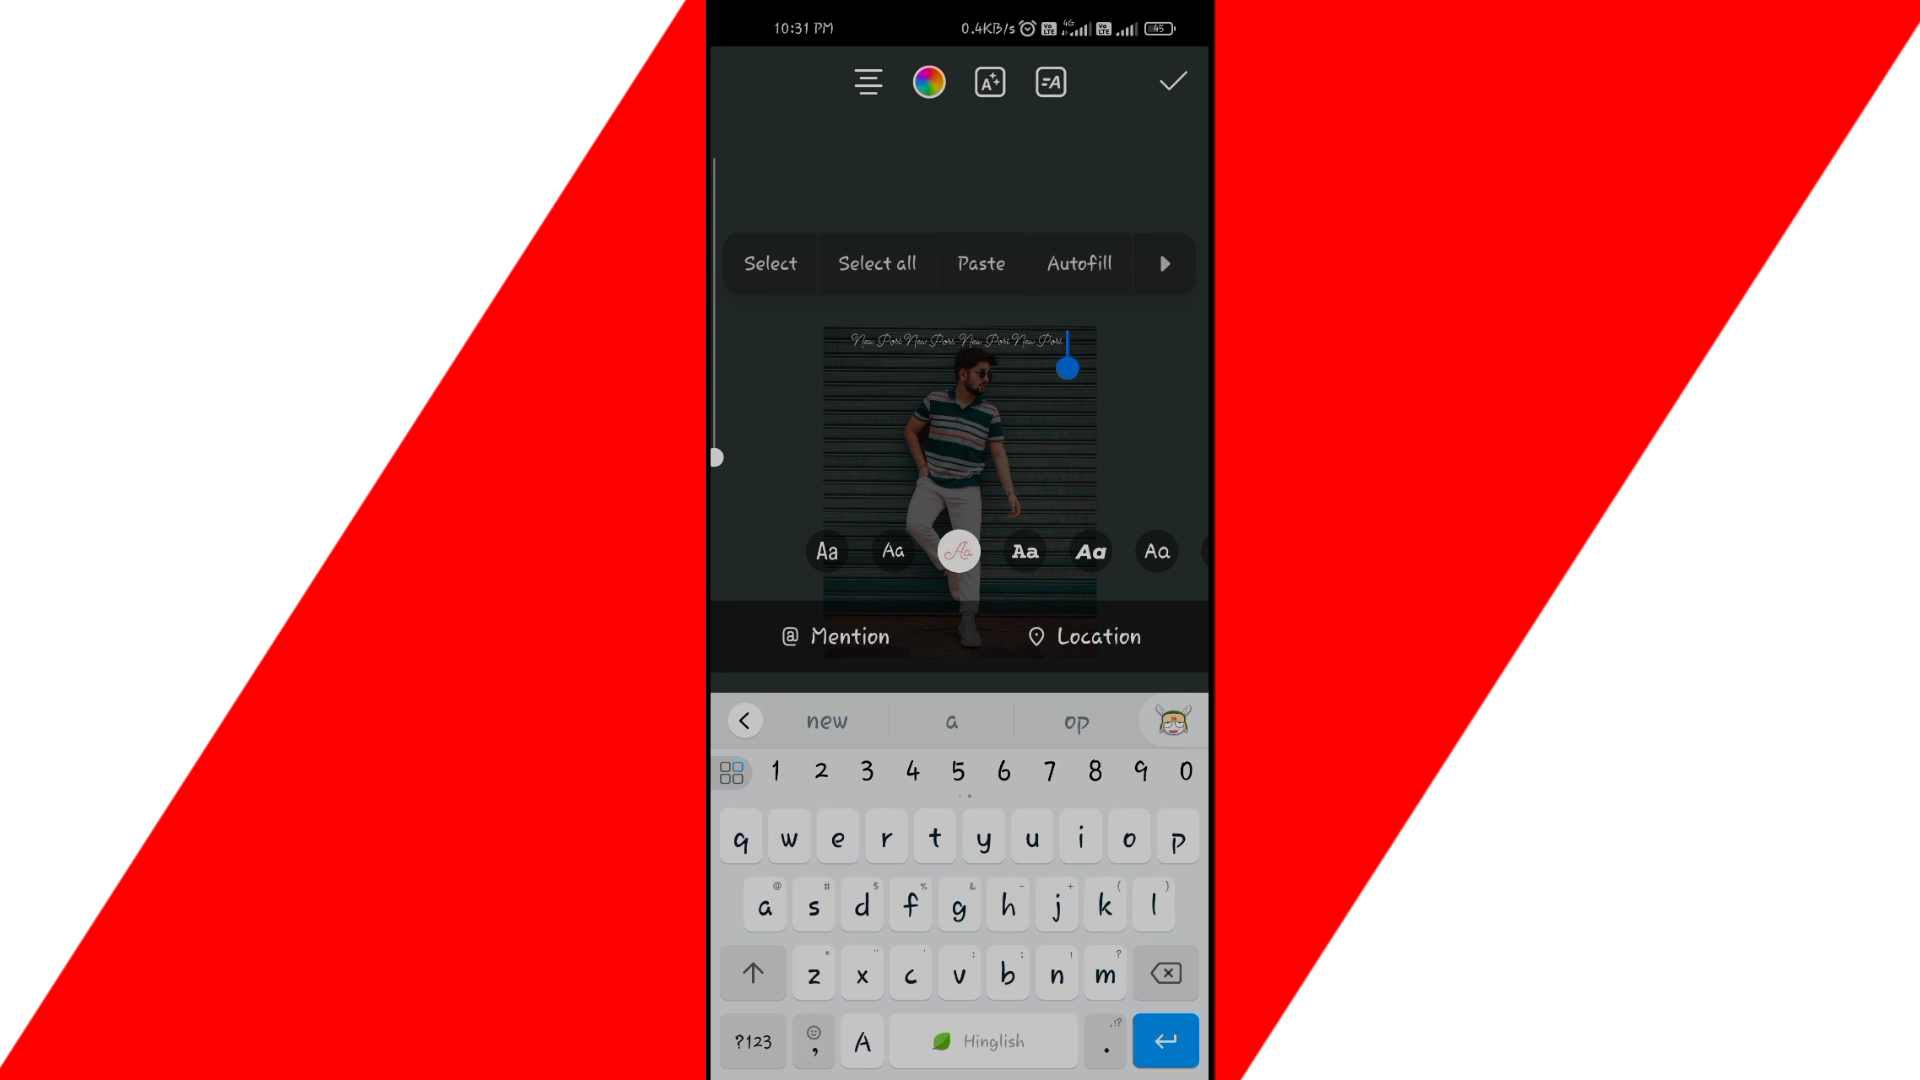 10:31 PM 0.4KB/s 4G 45
Select Select all Paste Autofill
New Post New Post New Post New Post
Aa Aa Aa Aa Aa Aa
@ Mention Location
new a op
1 2 3 4 5 6 7 8 9 0
q w e r t y u i o p
@ # $ % & - + ( )
a s d f g h j k l
* " ' : ; ! ?
z x c v b n m
,!?
?123 , A Hinglish .